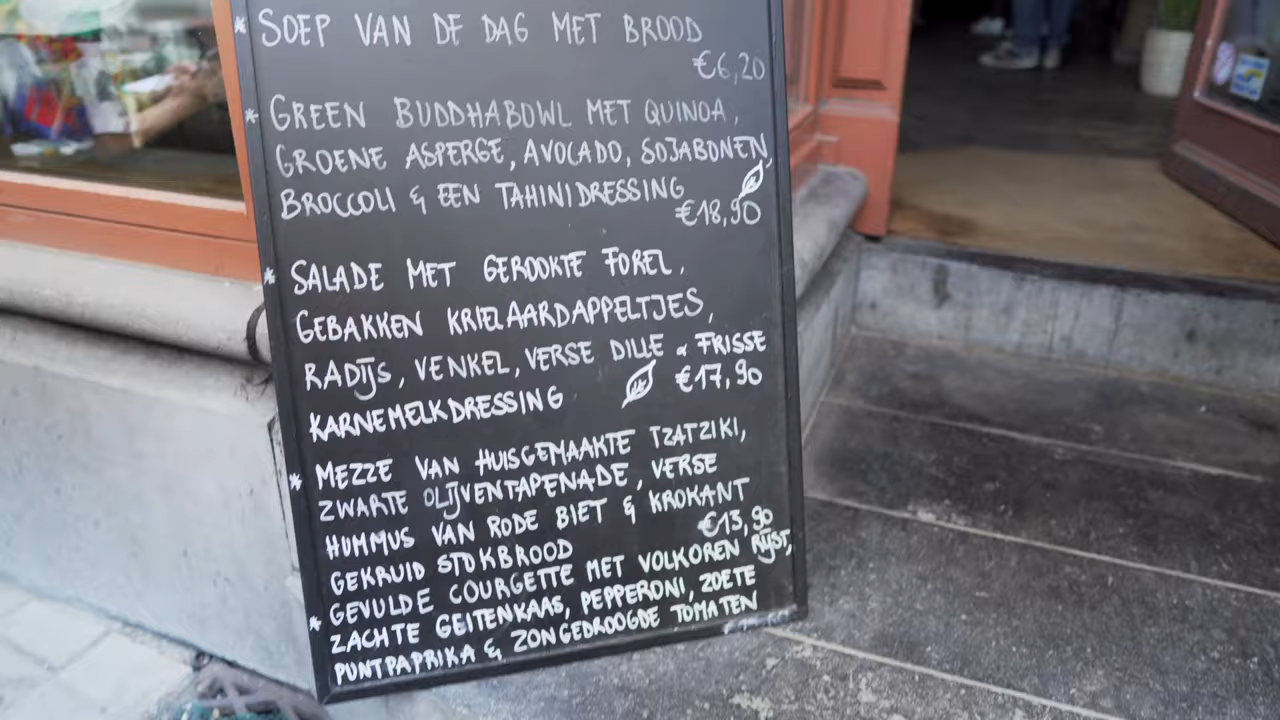 * SOEP VAN DE DAG MET BROOD
€6,20
* GREEN BUDDHABOWL MET QUINOA,
GROENE ASPERGE, AVOCADO, SOJABONEN,
BROCCOLI & EEN TAHINIDRESSING
€18,90
* SALADE MET GEROOKTE FOREL,
GEBAKKEN KRIELAARDAPPELTJES,
RADIJS, VENKEL, VERSE DILLE & FRISSE
KARNEMELKDRESSING €17,90
* MEZZE VAN HUISGEMAAKTE TZATZIKI,
ZWARTE OLIJVENTAPENADE, VERSE
HUMMUS VAN RODE BIET & KROKANT
GEKRUID STOKBROOD €13,90
* GEVULDE COURGETTE MET VOLKOREN RIJST,
ZACHTE GEITENKAAS, PEPPERONI, ZOETE
PUNTPAPRIKA & ZONGEDROOGDE TOMATEN